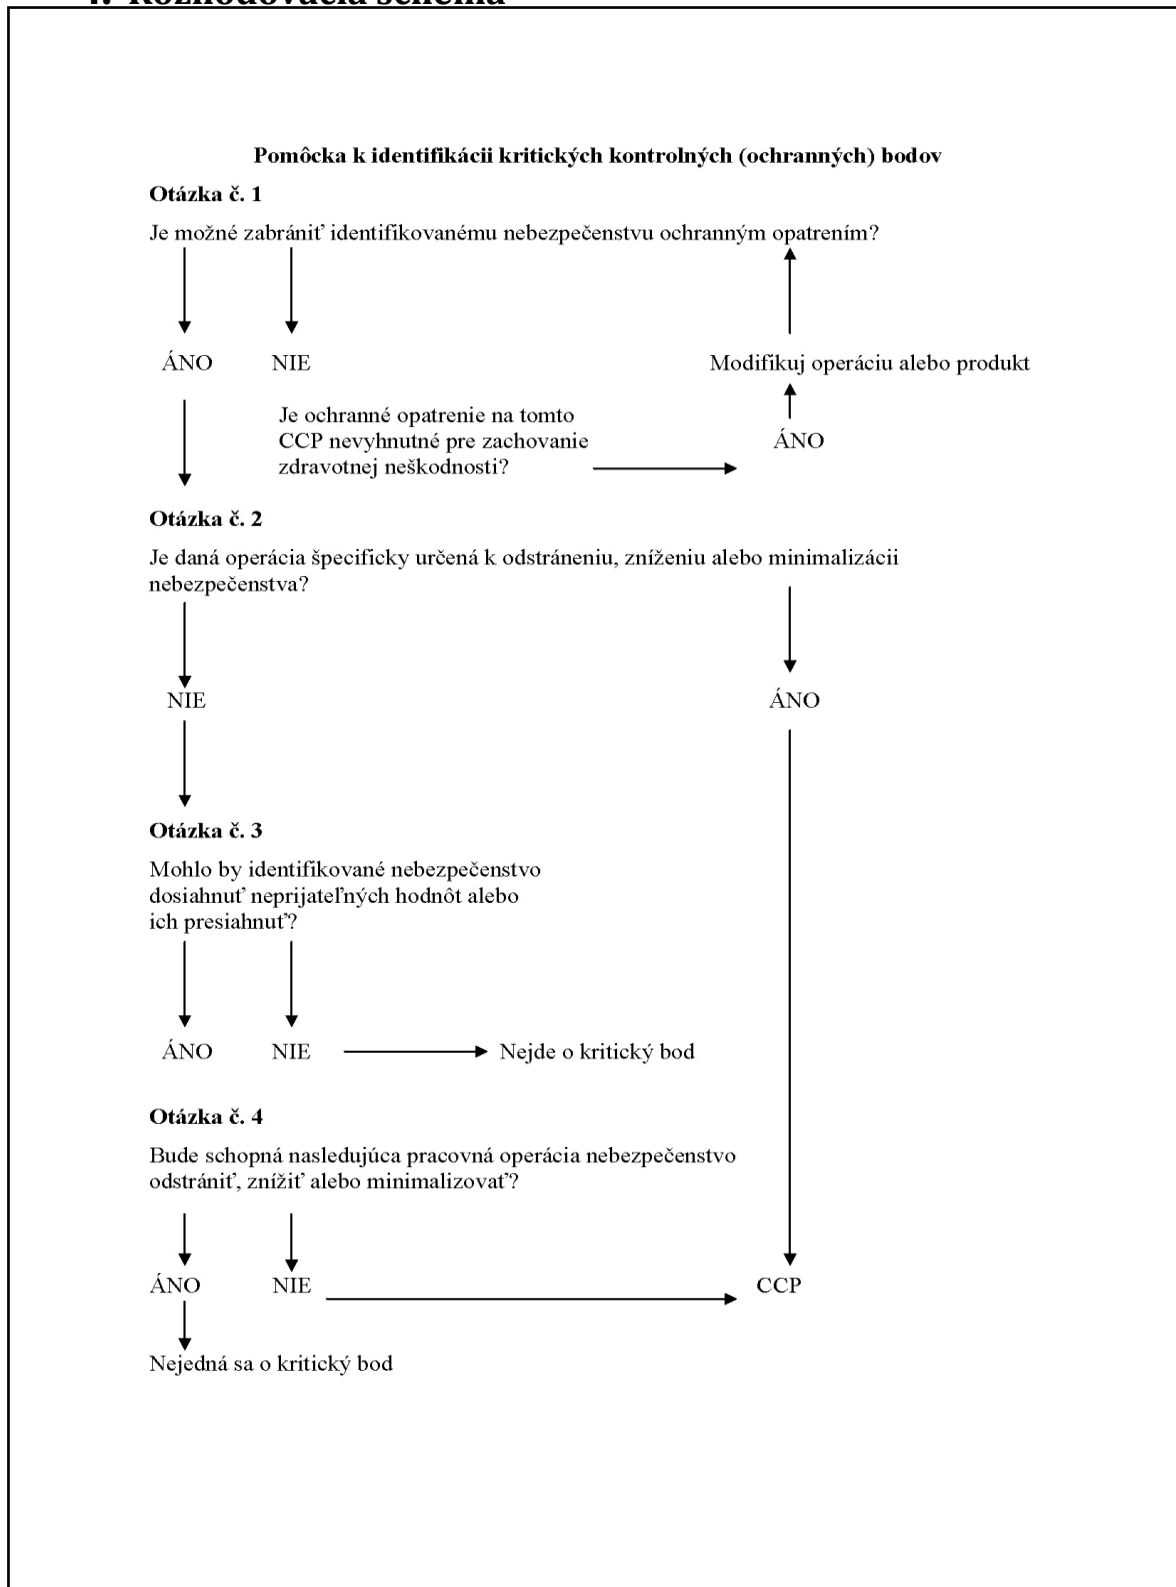 Pomôcka k identifikácii kritických kontrolných (ochranných) bodov
Otázka č. 1
Je možné zabrániť identifikovanému nebezpečenstvu ochranným opatrením?
ÁNO NIE Modifikuj operáciu alebo produkt
Je ochranné opatrenie na tomto
CCP nevyhnutné pre zachovanie ÁNO
zdravotnej neškodnosti?
Otázka č. 2
Je daná operácia špecificky určená k odstráneniu, zníženiu alebo minimalizácii
nebezpečenstva?
NIE ÁNO
Otázka č. 3
Mohlo by identifikované nebezpečenstvo
dosiahnuť neprijateľných hodnôt alebo
ich presiahnuť?
ÁNO NIE Nejde o kritický bod
Otázka č. 4
Bude schopná nasledujúca pracovná operácia nebezpečenstvo
odstrániť, znížiť alebo minimalizovať?
ÁNO NIE CCP
Nejedná sa o kritický bod